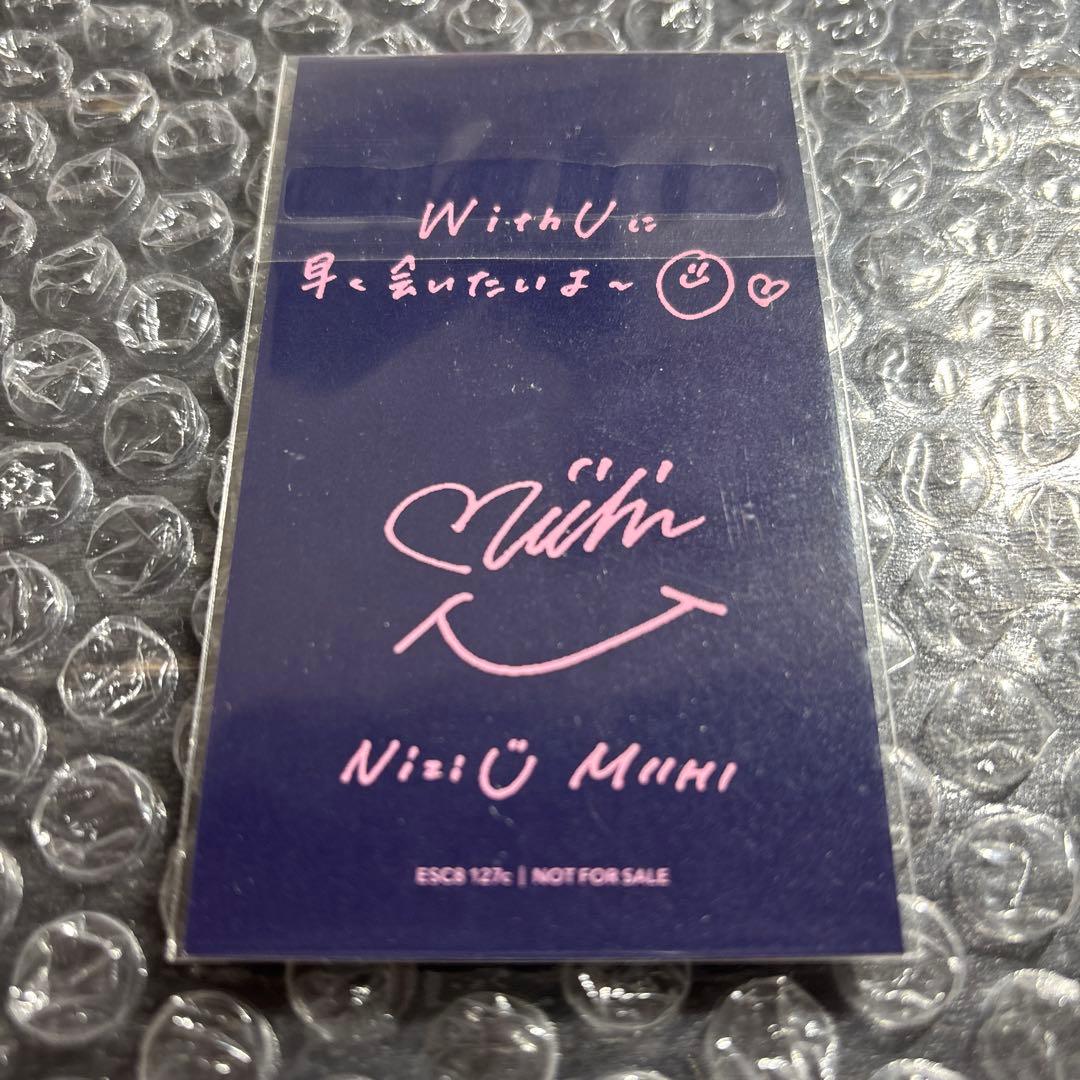 WithUに
早く会いたいよ~
Miihi
NiziU MIIHI
ESCB 127c | NOT FOR SALE